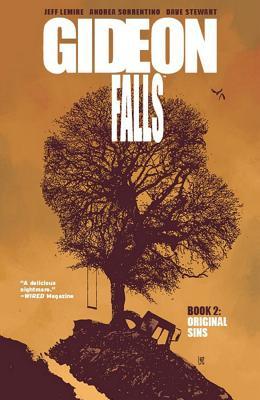 JEFF LEMIRE ANDREA SORRENTINO DAVE STEWART
GIDEON
FALLS
"A delicious
nightmare."
—WIRED Magazine
BOOK 2:
ORIGINAL
SINS